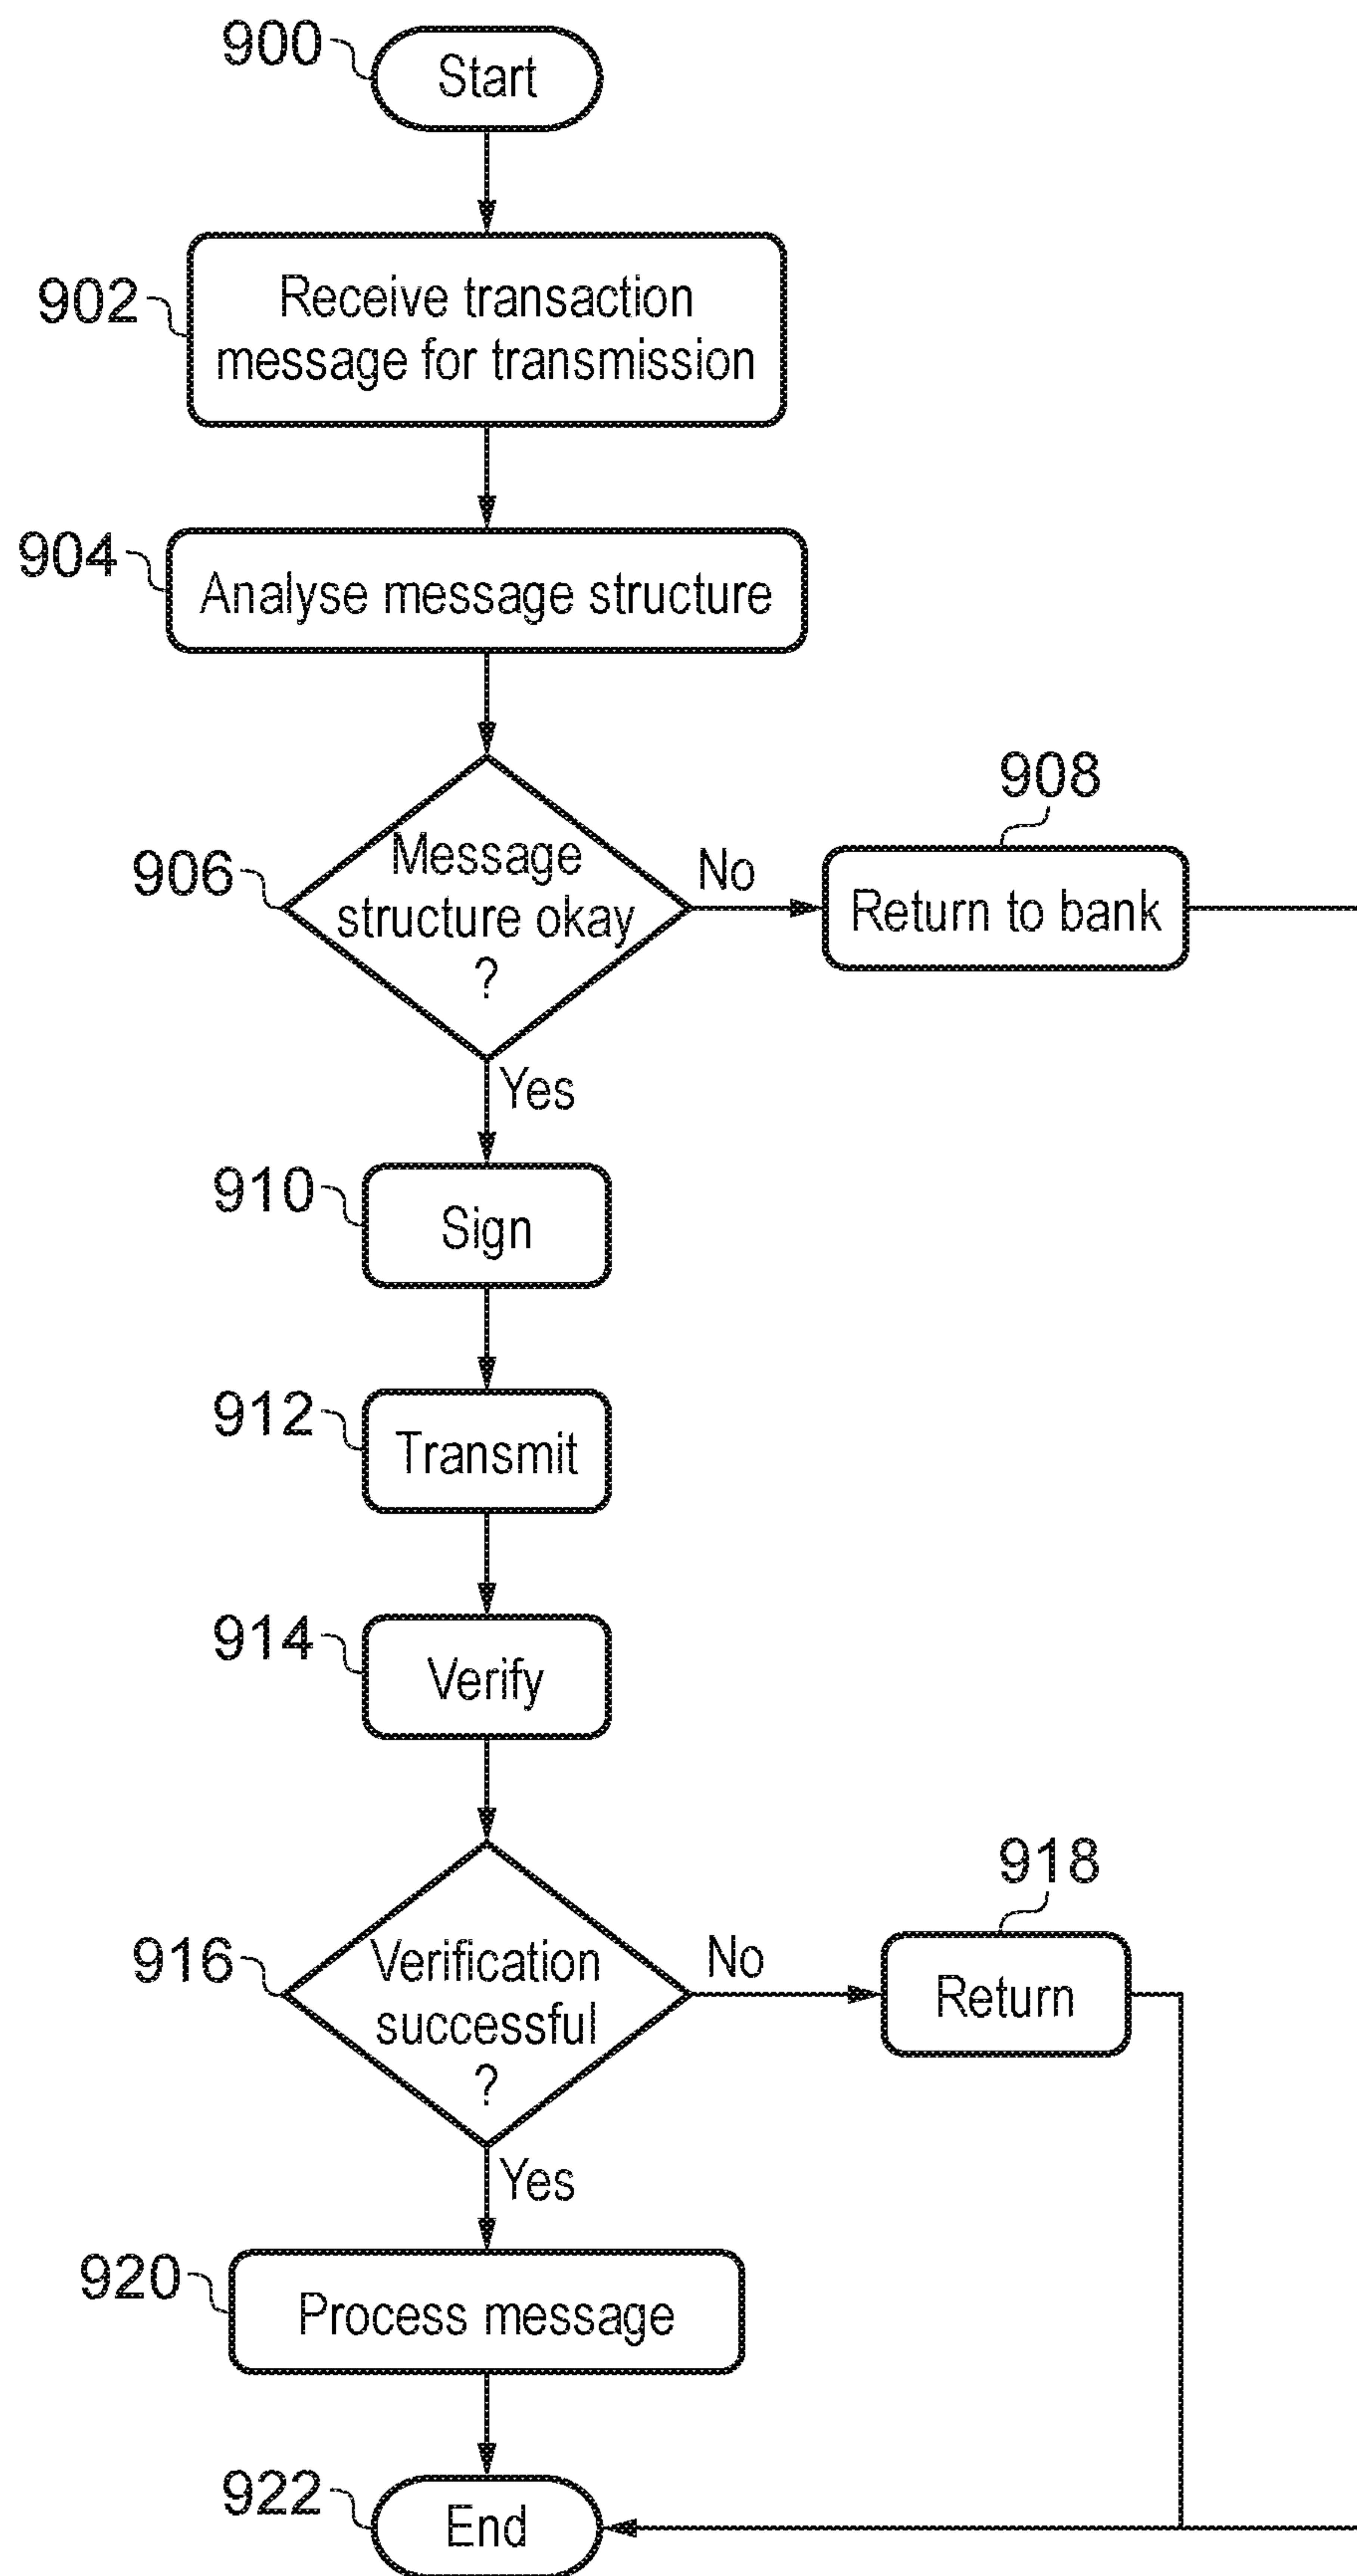 900
Start
902
Receive transaction
message for transmission
904
Analyse message structure
906
Message
structure okay
?
No
908
Return to bank
Yes
910
Sign
912
Transmit
914
Verify
916
Verification
successful
?
No
918
Return
Yes
920
Process message
922
End